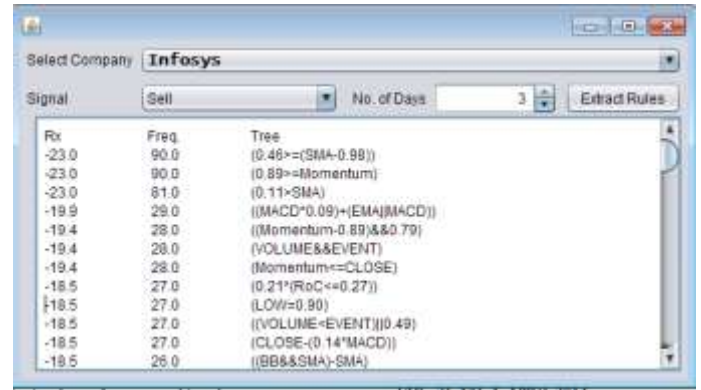 Select Company Infosys
Signal Sell No. of Days 3 Extract Rules
Rx Freq. Tree
-23.0 90.0 (0.46>=(SMA-0.98))
-23.0 90.0 (0.89>=Momentum)
-23.0 81.0 (0.11>SMA)
-19.9 29.0 ((MACD*0.09)+(EMA||MACD))
-19.4 28.0 ((Momentum-0.89)&&0.79)
-19.4 28.0 (VOLUME&&EVENT)
-19.4 28.0 (Momentum<=CLOSE)
-18.5 27.0 (0.21*(RoC<=0.27))
-18.5 27.0 (LOW=0.90)
-18.5 27.0 ((VOLUME<EVENT)||0.49)
-18.5 27.0 (CLOSE-(0.14*MACD))
-18.5 26.0 ((BB&&SMA)-SMA)